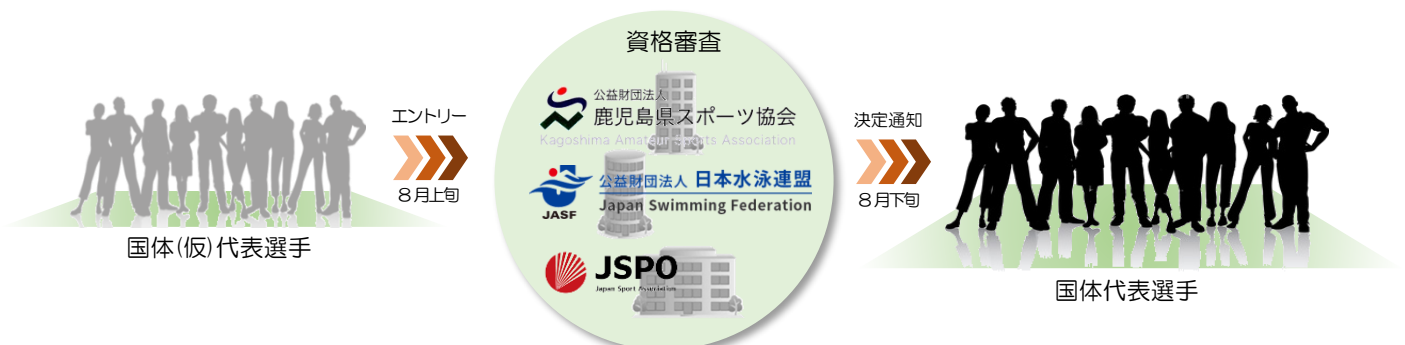 国体(仮)代表選手
エントリー
8月上旬
資格審査
公益財団法人
鹿児島県スポーツ協会
Kagoshima Amateur Sports Association
公益財団法人 日本水泳連盟
Japan Swimming Federation
JASF
JSPO
Japan Sport Association
決定通知
8月下旬
国体代表選手